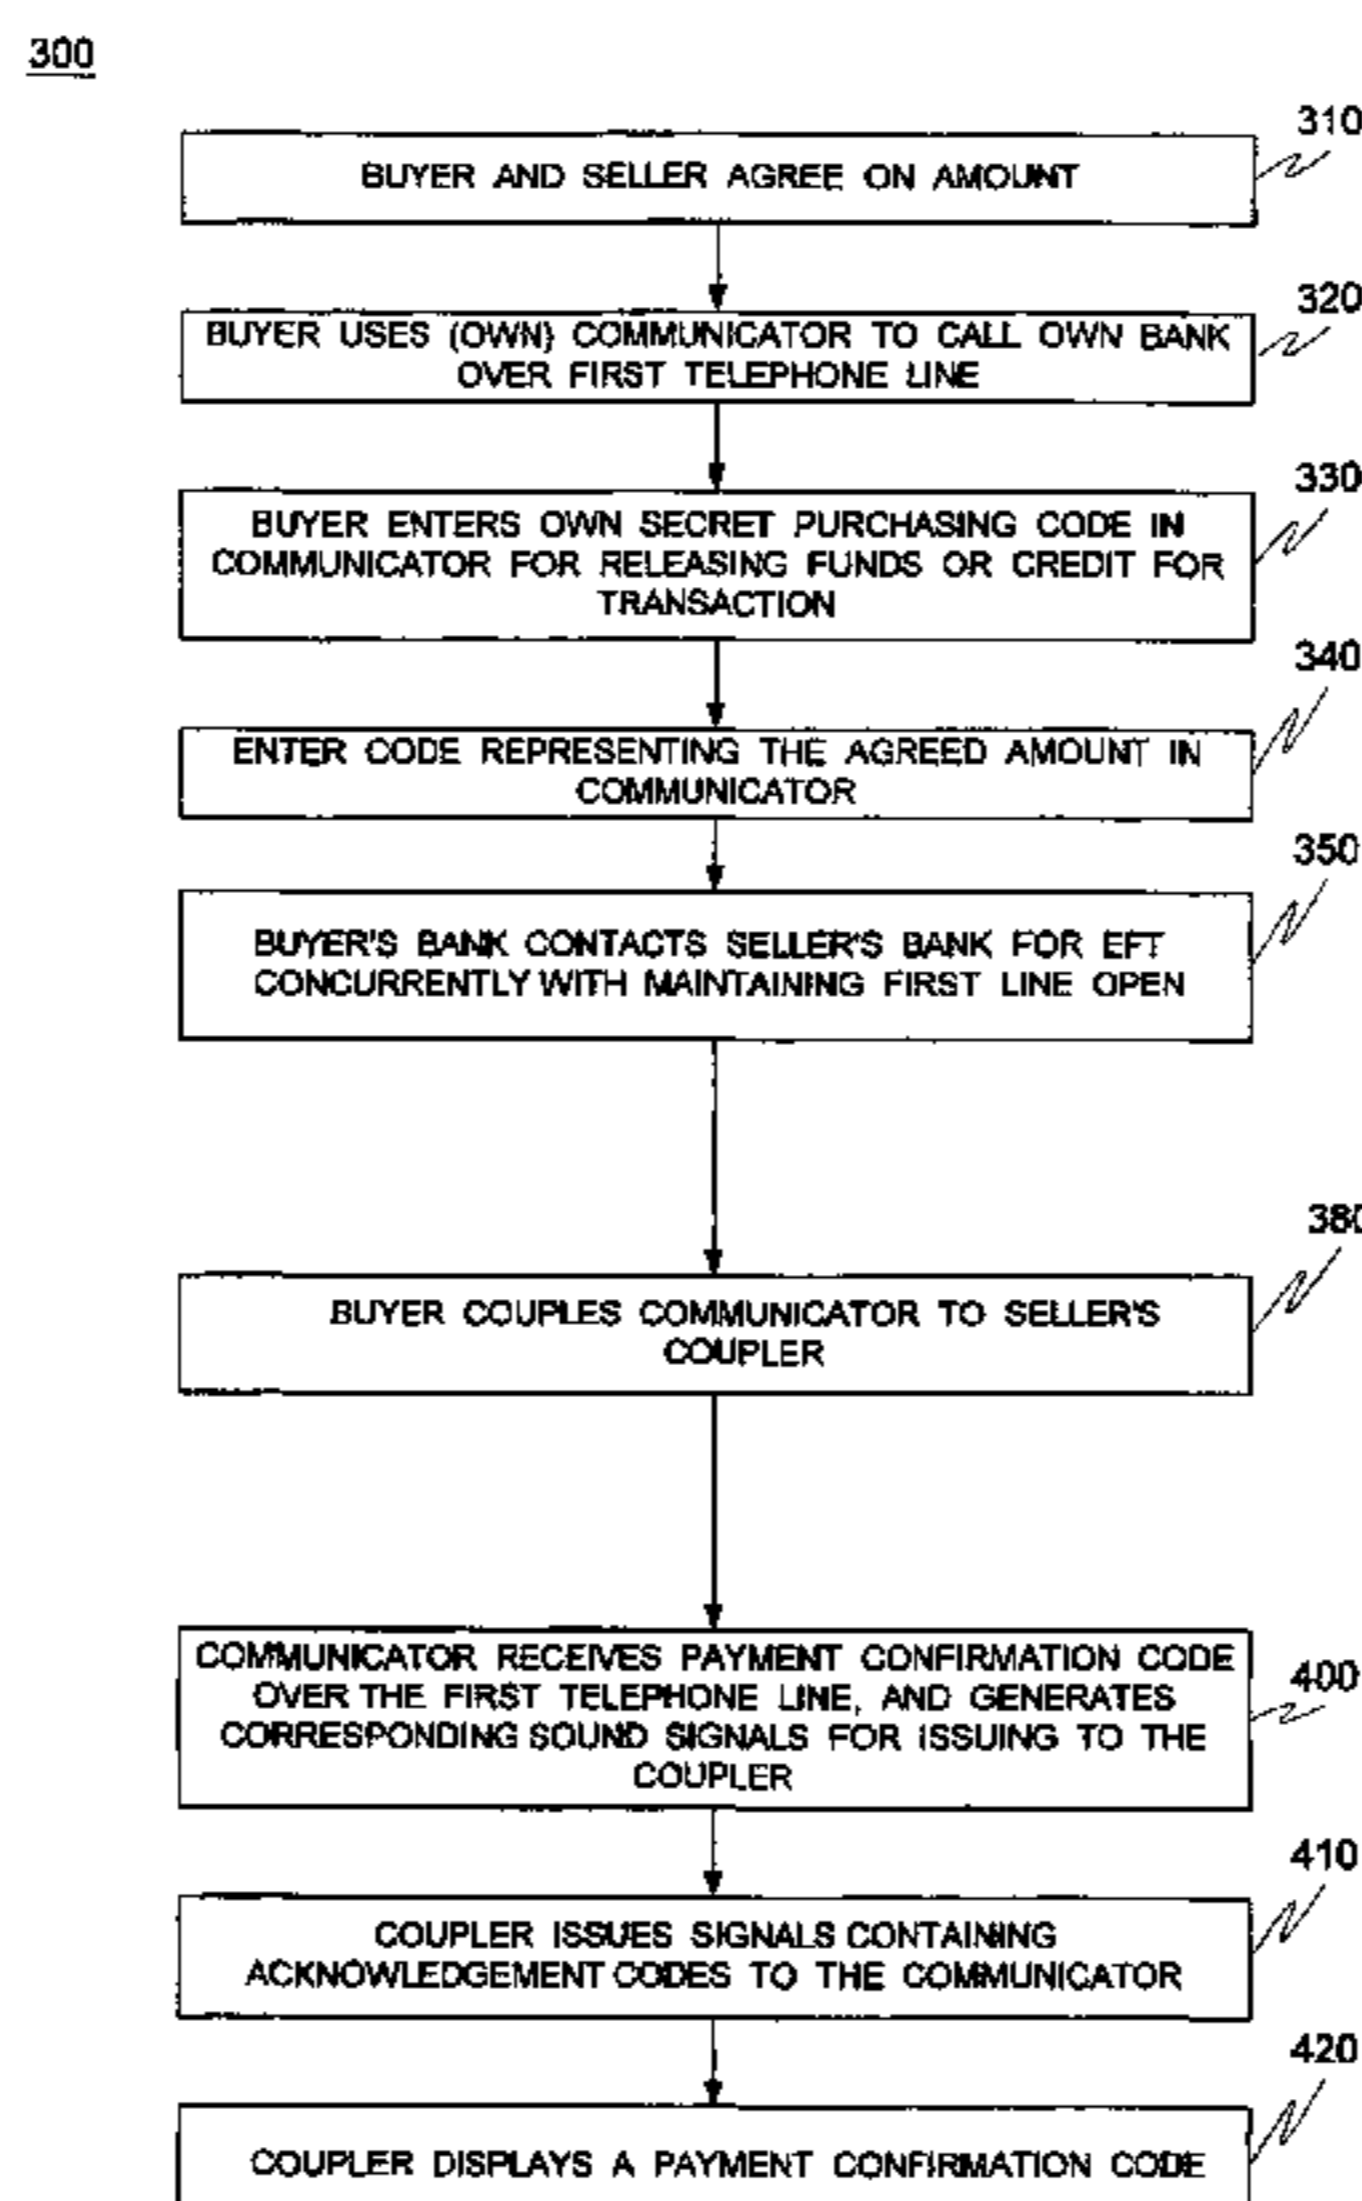 300
310
BUYER AND SELLER AGREE ON AMOUNT
320
BUYER USES (OWN) COMMUNICATOR TO CALL OWN BANK
OVER FIRST TELEPHONE LINE
330
BUYER ENTERS OWN SECRET PURCHASING CODE IN
COMMUNICATOR FOR RELEASING FUNDS OR CREDIT FOR
TRANSACTION
340
ENTER CODE REPRESENTING THE AGREED AMOUNT IN
COMMUNICATOR
350
BUYER'S BANK CONTACTS SELLER'S BANK FOR EFT
CONCURRENTLY WITH MAINTAINING FIRST LINE OPEN
380
BUYER COUPLES COMMUNICATOR TO SELLER'S
COUPLER
COMMUNICATOR RECEIVES PAYMENT CONFIRMATION CODE
OVER THE FIRST TELEPHONE LINE, AND GENERATES
CORRESPONDING SOUND SIGNALS FOR ISSUING TO THE
COUPLER
400
410
COUPLER ISSUES SIGNALS CONTAINING
ACKNOWLEDGEMENT CODES TO THE COMMUNICATOR
420
COUPLER DISPLAYS A PAYMENT CONFIRMATION CODE